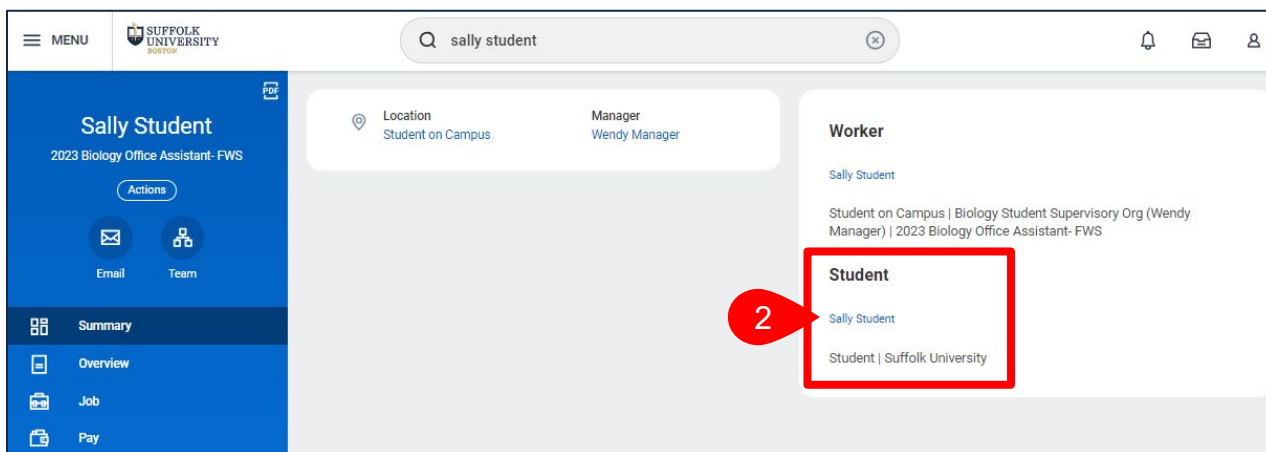 MENU
SUFFOLK
UNIVERSITY
BOSTON
sally student
PDF
Sally Student
2023 Biology Office Assistant- FWS
Actions
Email
Team
Summary
Overview
Job
Pay
Location
Student on Campus
Manager
Wendy Manager
Worker
Sally Student
Student on Campus | Biology Student Supervisory Org (Wendy
Manager) | 2023 Biology Office Assistant- FWS
Student
2
Sally Student
Student | Suffolk University